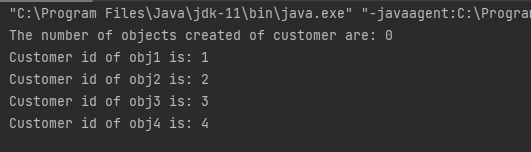 "C:\Program Files\Java\jdk-11\bin\java.exe" "-javaagent:C:\Progra
The number of objects created of customer are: 0
Customer id of obj1 is: 1
Customer id of obj2 is: 2
Customer id of obj3 is: 3
Customer id of obj4 is: 4